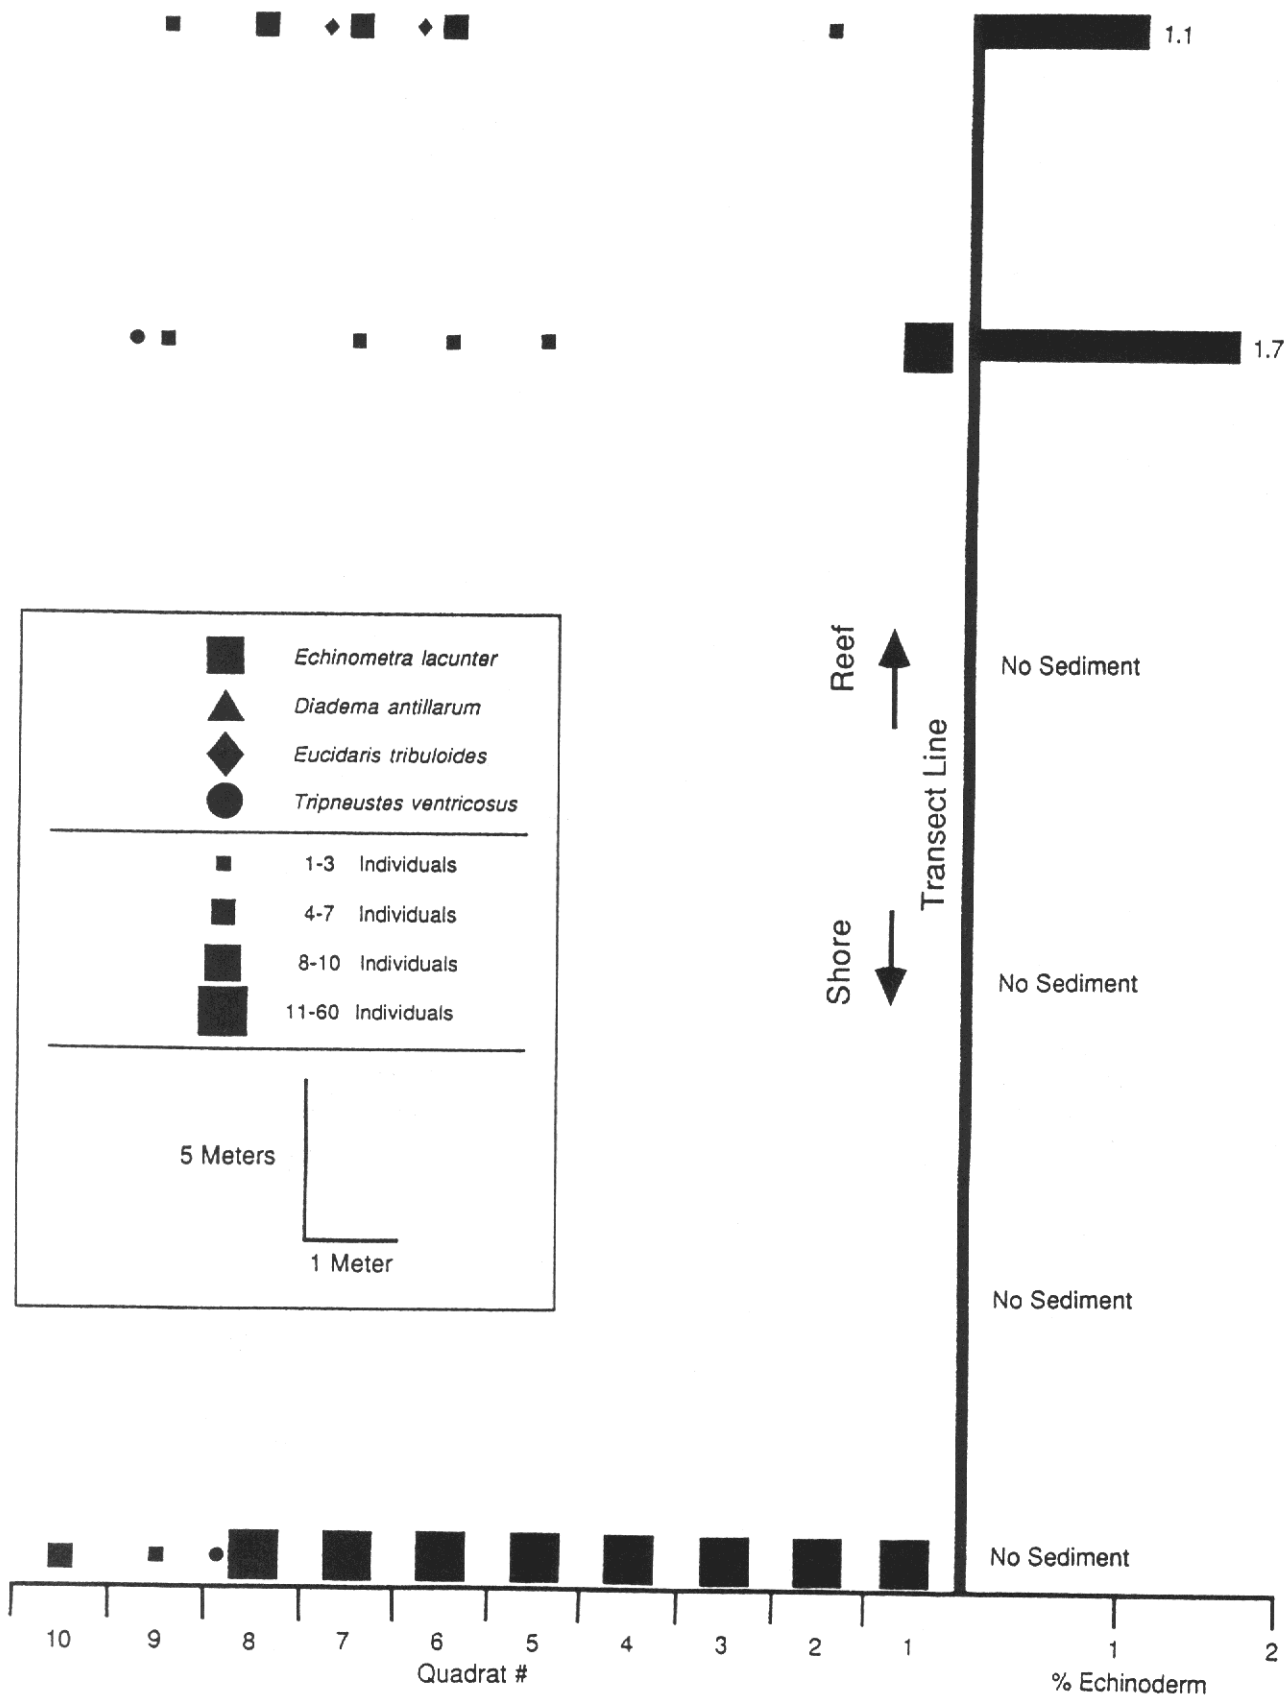 1.1
1.7
Echinometra lacunter
Diadema antillarum
Eucidaris tribuloides
Tripneustes ventricosus
1-3 Individuals
4-7 Individuals
8-10 Individuals
11-60 Individuals
5 Meters
1 Meter
Reef
Transect Line
Shore
No Sediment
No Sediment
No Sediment
No Sediment
10 9 8 7 6 5 4 3 2 1 1 2
Quadrat #
% Echinoderm